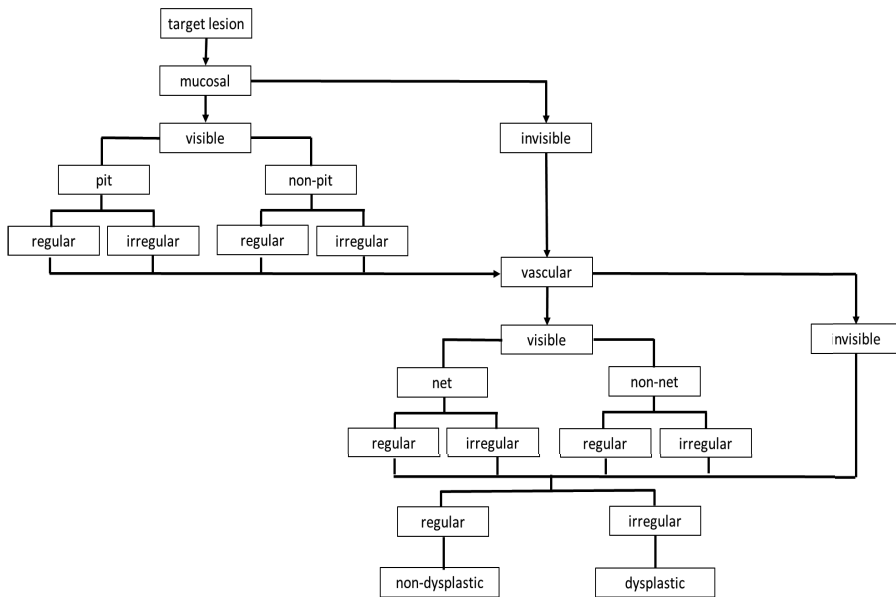 target lesion
mucosal
visible
invisible
pit
non-pit
regular
irregular
regular
irregular
vascular
visible
invisible
net
non-net
regular
irregular
regular
irregular
regular
irregular
non-dysplastic
dysplastic